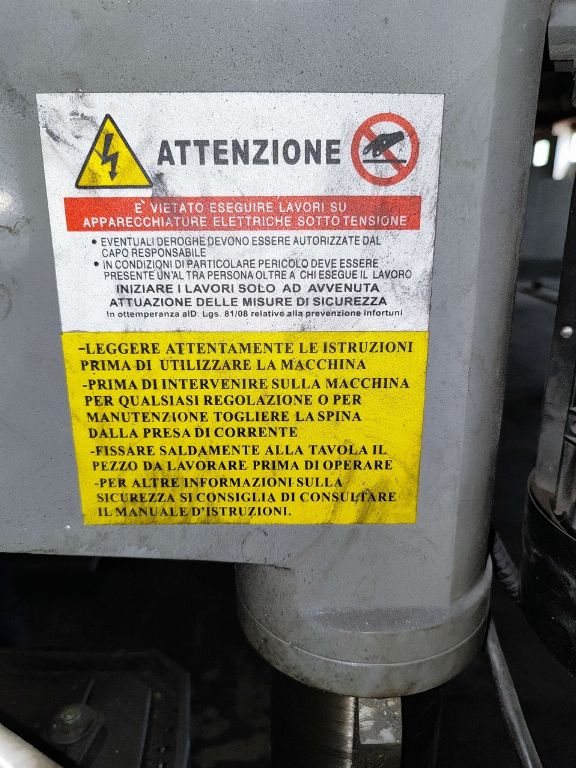 ATTENZIONE
E' VIETATO ESEGUIRE LAVORI SU
APPARECCHIATURE ELETTRICHE SOTTO TENSIONE
• EVENTUALI DEROGHE DEVONO ESSERE AUTORIZZATE DAL
CAPO RESPONSABILE
• IN CONDIZIONI DI PARTICOLARE PERICOLO DEVE ESSERE
PRESENTE UN'ALTRA PERSONA OLTRE A CHI ESEGUE IL LAVORO
INIZIARE I LAVORI SOLO AD AVVENUTA
ATTUAZIONE DELLE MISURE DI SICUREZZA
In ottemperanza alD. Lgs. 81/08 relative alla prevenzione infortuni
-LEGGERE ATTENTAMENTE LE ISTRUZIONI
PRIMA DI UTILIZZARE LA MACCHINA
-PRIMA DI INTERVENIRE SULLA MACCHINA
PER QUALSIASI REGOLAZIONE O PER
MANUTENZIONE TOGLIERE LA SPINA
DALLA PRESA DI CORRENTE
-FISSARE SALDAMENTE ALLA TAVOLA IL
PEZZO DA LAVORARE PRIMA DI OPERARE
-PER ALTRE INFORMAZIONI SULLA
SICUREZZA SI CONSIGLIA DI CONSULTARE
IL MANUALE D'ISTRUZIONI.